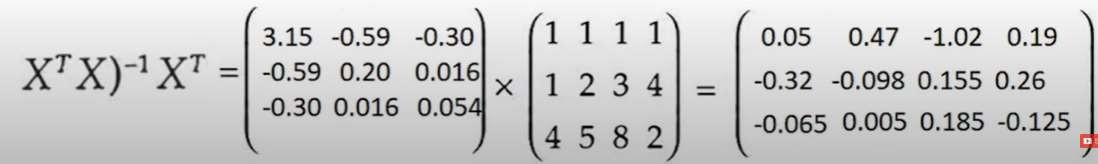 3.15 -0.59 -0.30 1 1 1 1 0.05 0.47 -1.02 0.19
XᵀX)⁻¹Xᵀ = -0.59 0.20 0.016 × 1 2 3 4 = -0.32 -0.098 0.155 0.26
-0.30 0.016 0.054 4 5 8 2 -0.065 0.005 0.185 -0.125